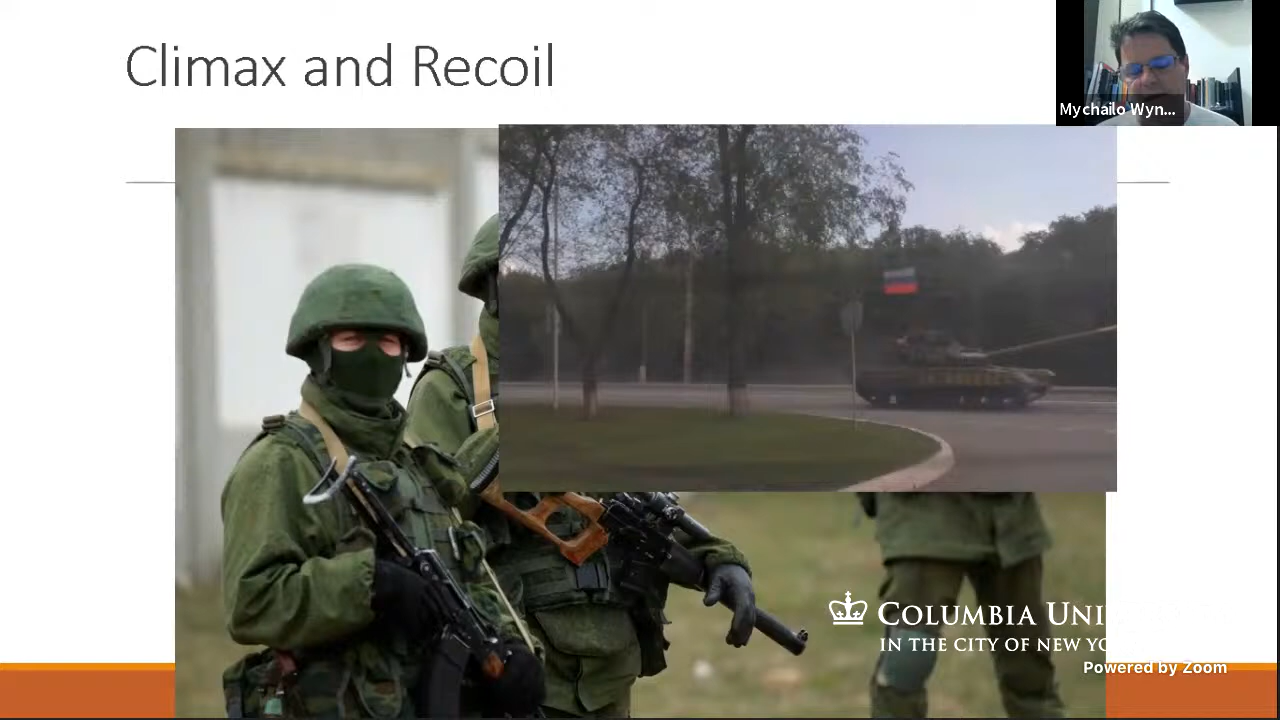 Climax and Recoil
Mychailo Wyn...
COLUMBIA UNI
IN THE CITY OF NEW YO
Powered by Zoom